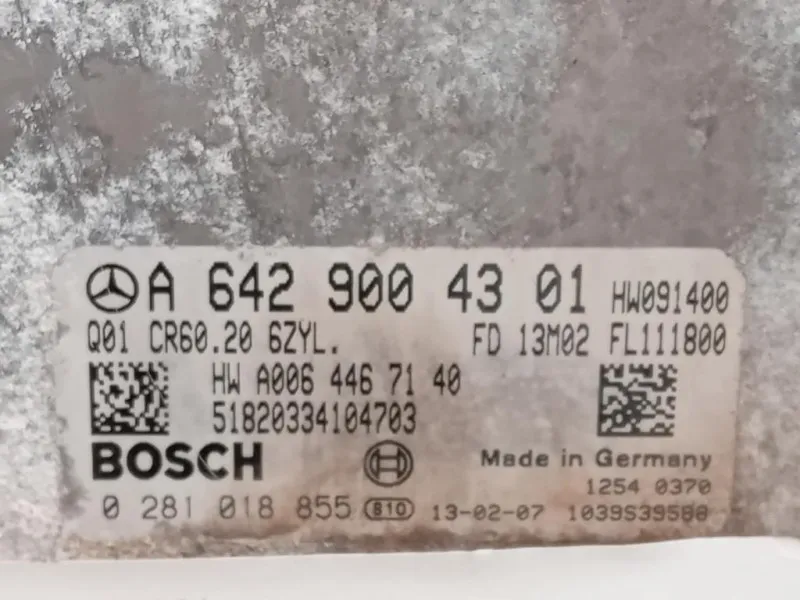 A 642 900 43 01 HW091400
Q01 CR60.20 6ZYL. FD 13M02 FL111800
HW A006 446 71 40
51820334104703
BOSCH
Made in Germany
1254 0370
0 281 018 855 810 13-02-07 1039S39588